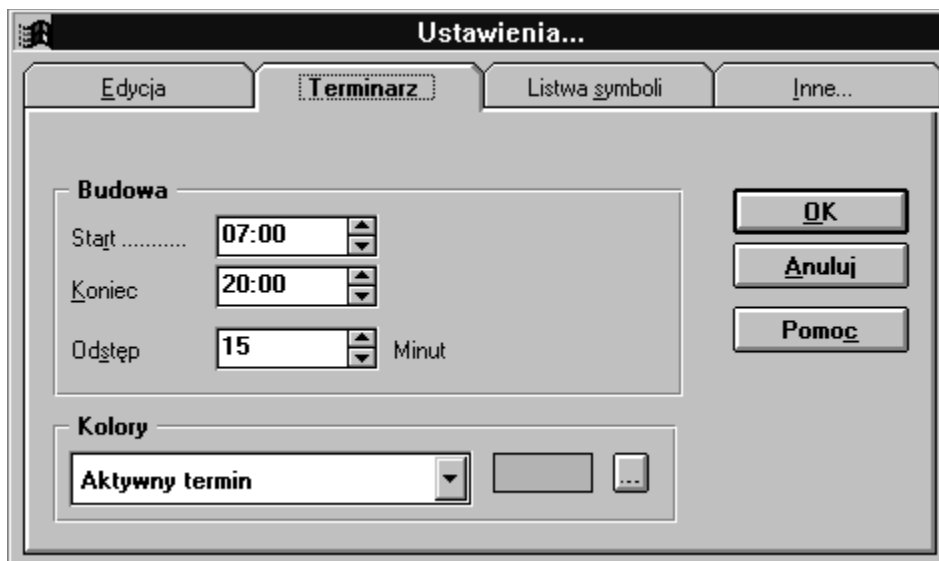 Ustawienia...
Edycja Terminarz Listwa symboli Inne...
Budowa
Start ........... 07:00
Koniec 20:00
Odstęp 15 Minut
OK
Anuluj
Pomoc
Kolory
Aktywny termin ...